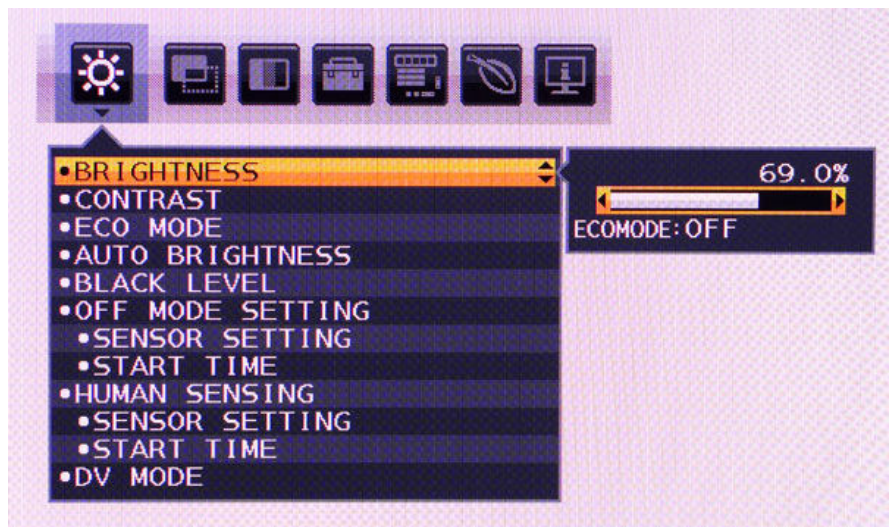 •BRIGHTNESS
•CONTRAST
•ECO MODE
•AUTO BRIGHTNESS
•BLACK LEVEL
•OFF MODE SETTING
•SENSOR SETTING
•START TIME
•HUMAN SENSING
•SENSOR SETTING
•START TIME
•DV MODE
69.0%
ECOMODE:OFF